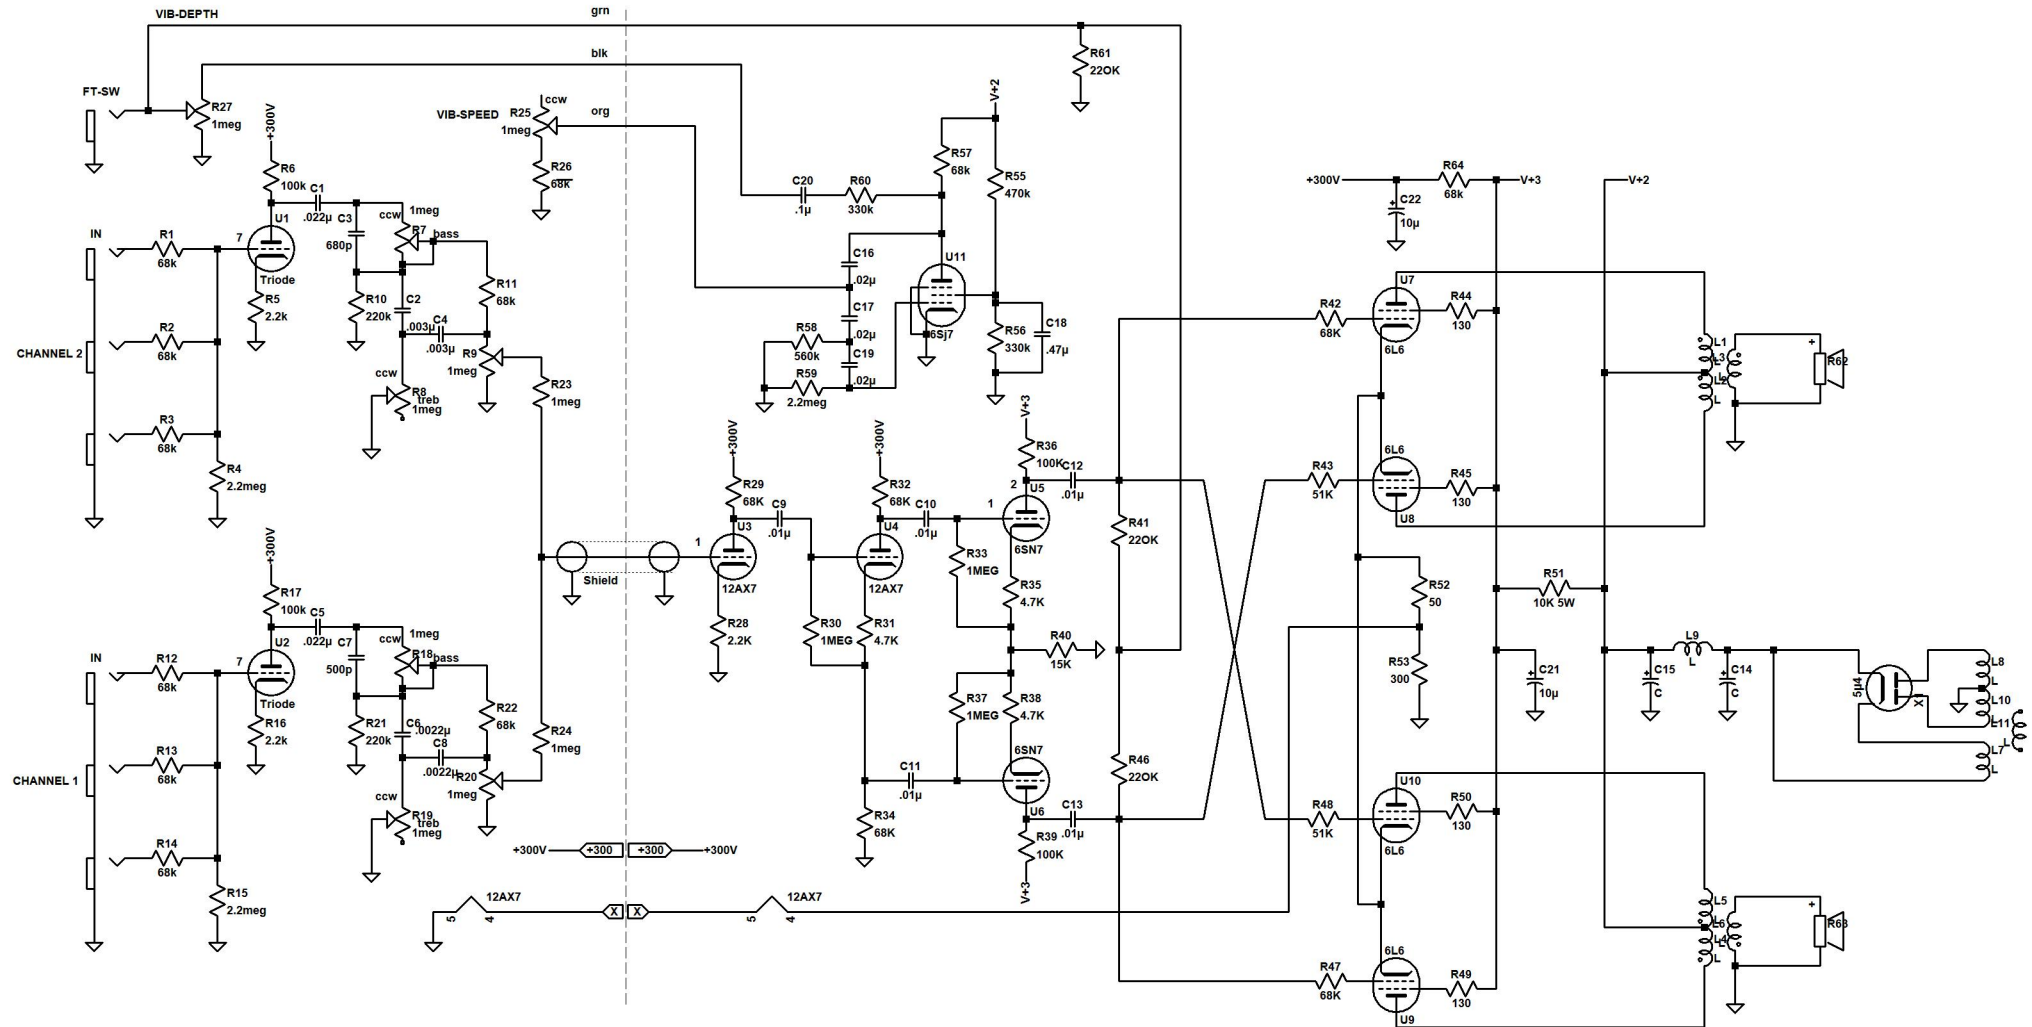 VIB-DEPTH
grn
blk
FT-SW
R27
1meg
+300V
VIB-SPEED
ccw
R25
1meg
org
R26
68k
R61
22OK
V+2
R57
68k
R55
470k
C20
.1µ
R60
330k
R6
100k
C1
.022µ
C3
680p
ccw
1meg
R7
bass
U1
7
Triode
R5
2.2k
IN
R1
68k
R2
68k
R3
68k
R4
2.2meg
CHANNEL 2
R10
220k
C2
.003µ
C4
.003µ
R11
68k
R9
1meg
ccw
R8
treb
1meg
R23
1meg
C16
.02µ
C17
.02µ
C19
.02µ
R58
560k
R59
2.2meg
U11
6Sj7
R56
330k
C18
.47µ
+300V
R64
68k
V+3
V+2
C22
10µ
U7
6L6
R42
68K
R44
130
6L6
U8
R43
51K
R45
130
L1
L3
L
L2
L
+
R62
V+3
R36
100K
C12
.01µ
2
U5
1
6SN7
+300V
R29
68K
C9
.01µ
U3
1
12AX7
R28
2.2K
+300V
R32
68K
C10
.01µ
U4
12AX7
R30
1MEG
R31
4.7K
R33
1MEG
R35
4.7K
R40
15K
R37
1MEG
R38
4.7K
6SN7
U6
C11
.01µ
R34
68K
C13
.01µ
R39
100K
V+3
R41
22OK
R46
22OK
Shield
R52
50
R53
300
R51
10K 5W
C21
10µ
L9
L
C15
C
C14
C
5µ4
X1
L8
L
L10
L
L11
L
L7
L
+300V
R17
100k
C5
.022µ
C7
500p
ccw
1meg
R18
bass
U2
7
Triode
R16
2.2k
IN
R12
68k
R13
68k
R14
68k
R15
2.2meg
CHANNEL 1
R21
220k
C6
.0022µ
C8
.0022µ
R22
68k
R20
1meg
ccw
R19
treb
1meg
R24
1meg
+300V
+300
+300
+300V
12AX7
5
4
X
X
12AX7
5
4
U10
6L6
R48
51K
R50
130
6L6
U9
R47
68K
R49
130
L5
L6
L
L4
L
+
R63